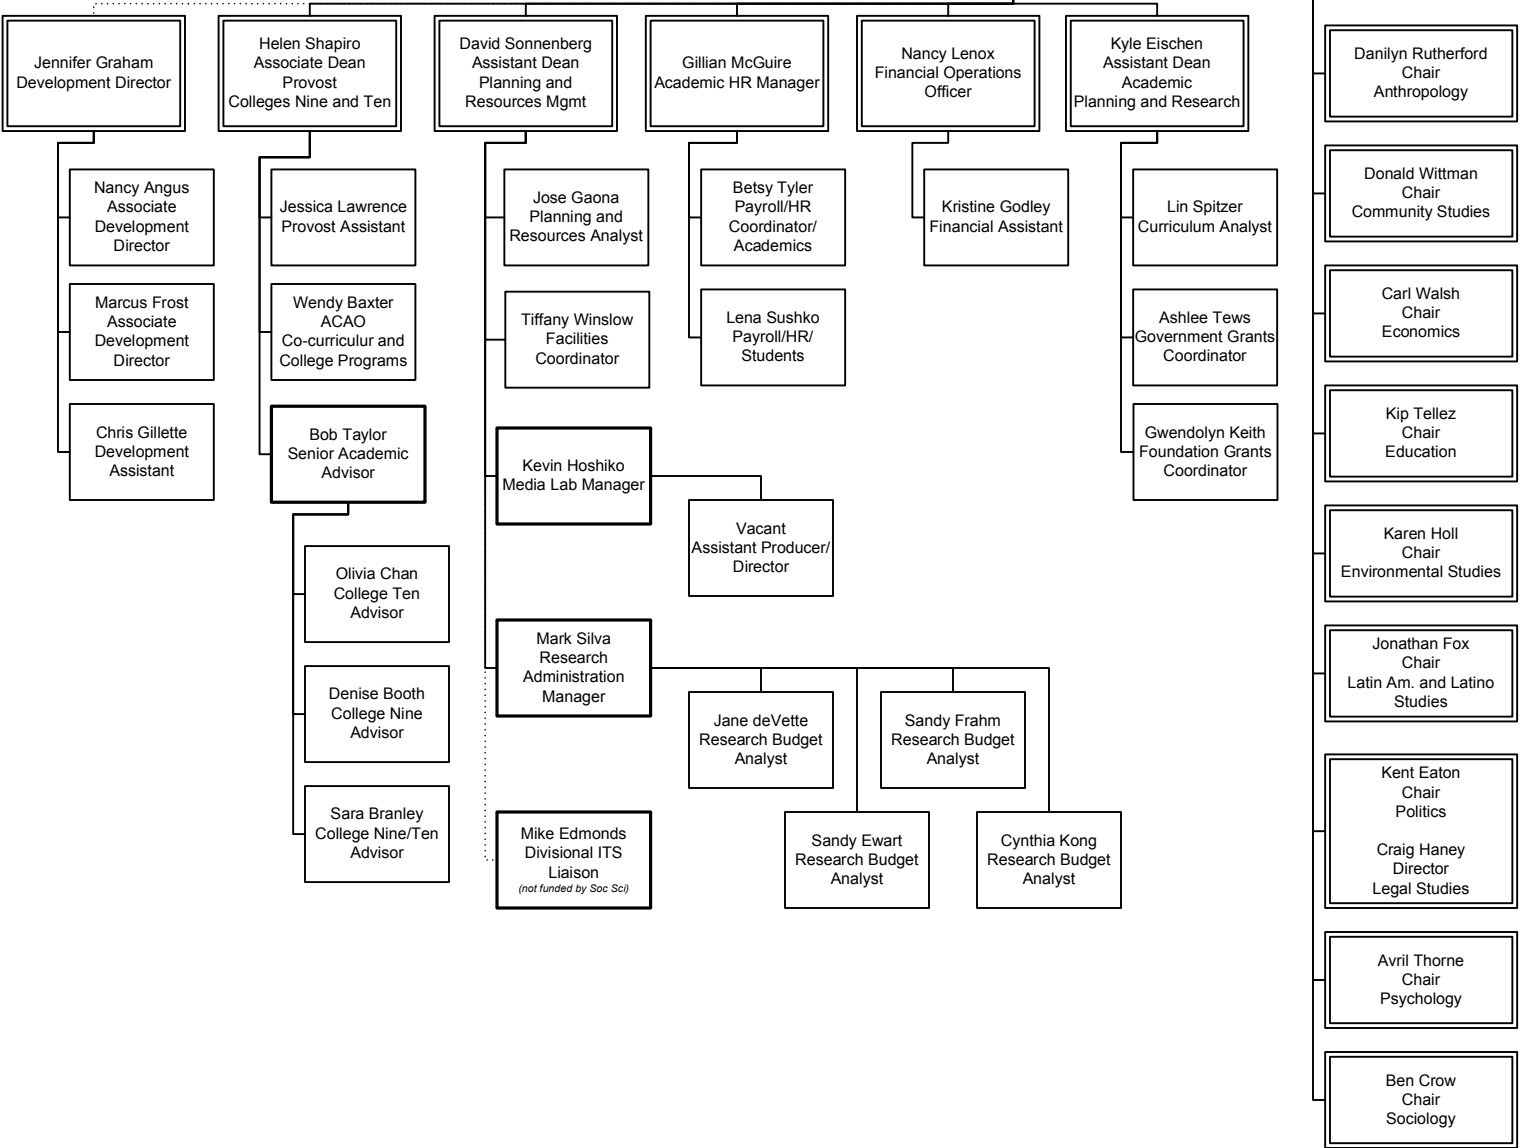 Jennifer Graham
Development Director
Helen Shapiro
Associate Dean
Provost
Colleges Nine and Ten
David Sonnenberg
Assistant Dean
Planning and
Resources Mgmt
Gillian McGuire
Academic HR Manager
Nancy Lenox
Financial Operations
Officer
Kyle Eischen
Assistant Dean
Academic
Planning and Research
Nancy Angus
Associate
Development
Director
Marcus Frost
Associate
Development
Director
Chris Gillette
Development
Assistant
Jessica Lawrence
Provost Assistant
Wendy Baxter
ACAO
Co-curriculur and
College Programs
Bob Taylor
Senior Academic
Advisor
Olivia Chan
College Ten
Advisor
Denise Booth
College Nine
Advisor
Sara Branley
College Nine/Ten
Advisor
Jose Gaona
Planning and
Resources Analyst
Tiffany Winslow
Facilities
Coordinator
Kevin Hoshiko
Media Lab Manager
Vacant
Assistant Producer/
Director
Mark Silva
Research
Administration
Manager
Jane deVette
Research Budget
Analyst
Sandy Frahm
Research Budget
Analyst
Sandy Ewart
Research Budget
Analyst
Cynthia Kong
Research Budget
Analyst
Mike Edmonds
Divisional ITS
Liaison
(not funded by Soc Sci)
Betsy Tyler
Payroll/HR
Coordinator/
Academics
Lena Sushko
Payroll/HR/
Students
Kristine Godley
Financial Assistant
Lin Spitzer
Curriculum Analyst
Ashlee Tews
Government Grants
Coordinator
Gwendolyn Keith
Foundation Grants
Coordinator
Danilyn Rutherford
Chair
Anthropology
Donald Wittman
Chair
Community Studies
Carl Walsh
Chair
Economics
Kip Tellez
Chair
Education
Karen Holl
Chair
Environmental Studies
Jonathan Fox
Chair
Latin Am. and Latino
Studies
Kent Eaton
Chair
Politics
Craig Haney
Director
Legal Studies
Avril Thorne
Chair
Psychology
Ben Crow
Chair
Sociology